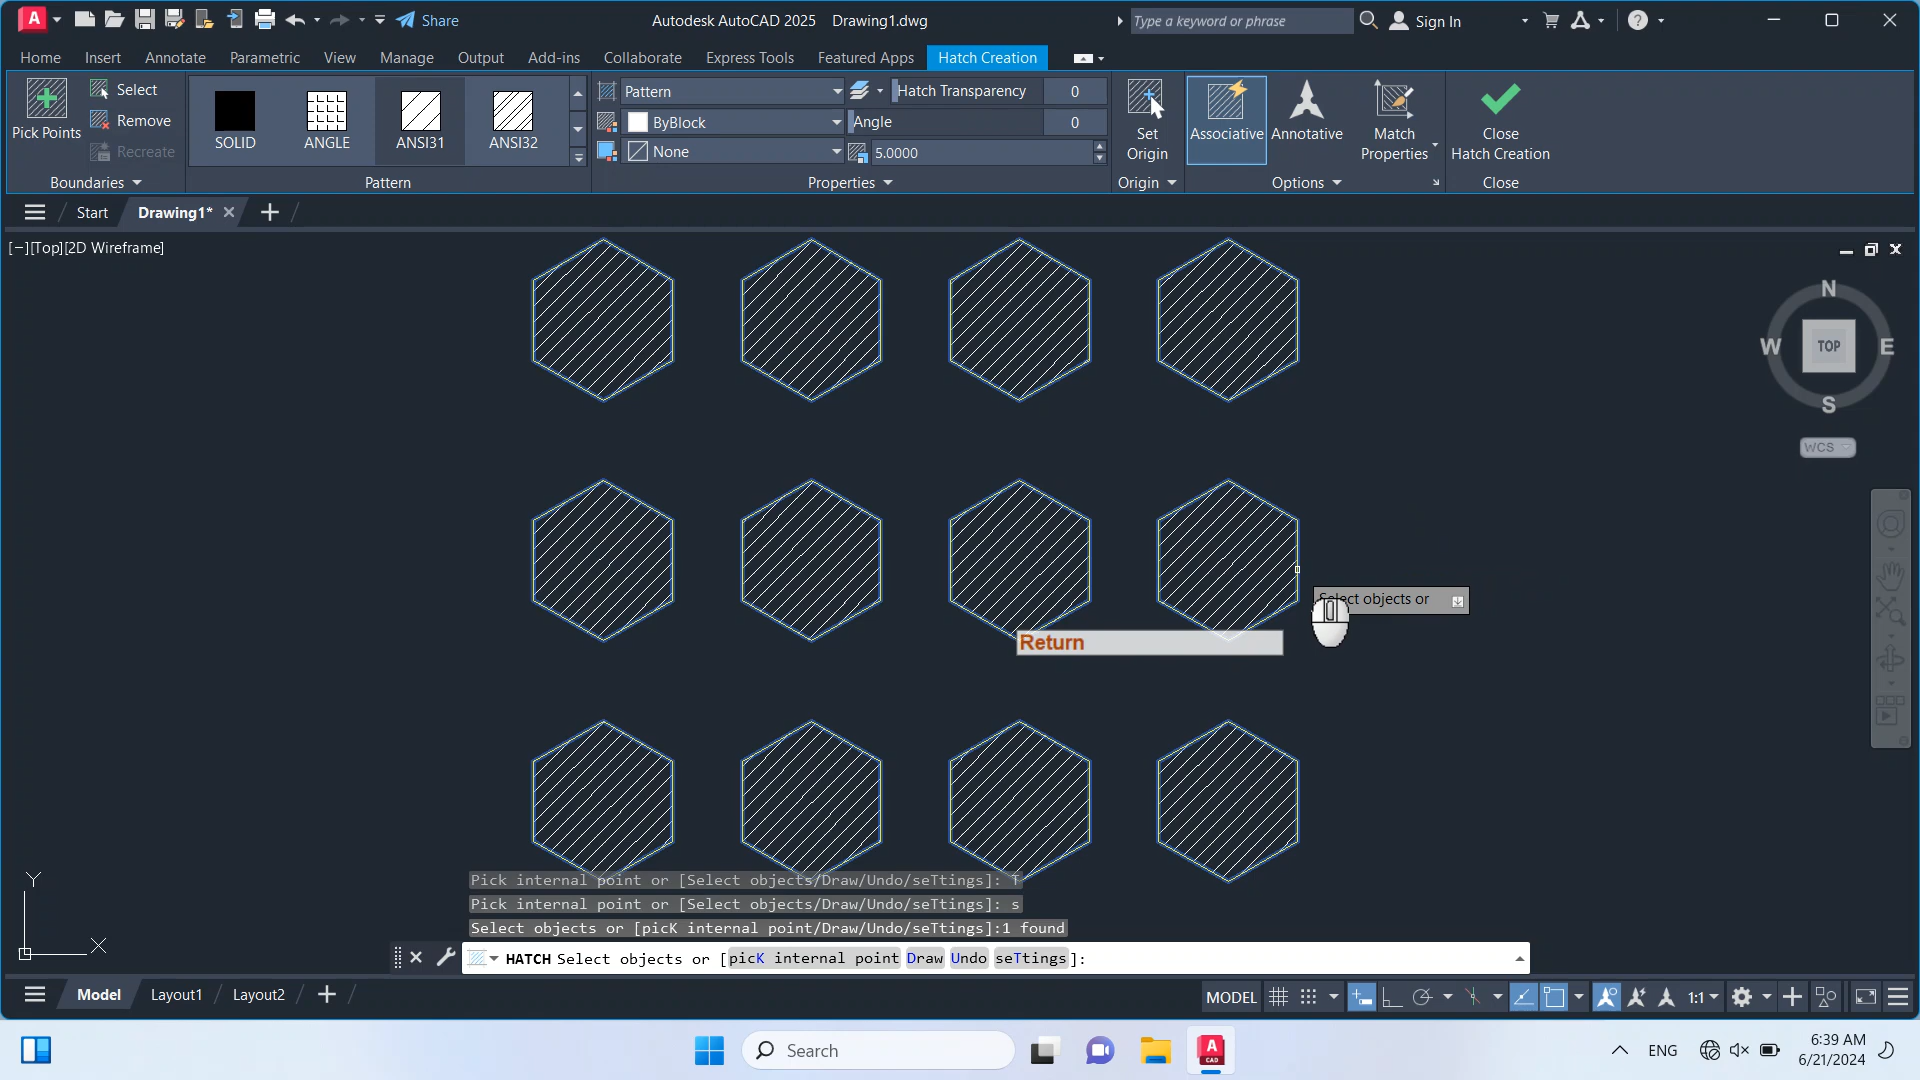 Share
Autodesk AutoCAD 2025 Drawing1.dwg
Type a keyword or phrase
Sign In
Home Insert Annotate Parametric View Manage Output Add-ins Collaborate Express Tools Featured Apps Hatch Creation
Pick Points
Select
Remove
Recreate
Boundaries
SOLID ANGLE ANSI31 ANSI32
Pattern
Pattern
ByBlock
None
Hatch Transparency 0
Angle 0
5.0000
Properties
Set
Origin
Origin
Associative
Annotative
Match
Properties
Options
Close
Hatch Creation
Close
Start Drawing1*
[−][Top][2D Wireframe]
N
W TOP E
S
WCS
Select objects or
Return
Y
X
Pick internal point or [Select objects/Draw/Undo/seTtings]: T
Pick internal point or [Select objects/Draw/Undo/seTtings]: s
Select objects or [picK internal point/Draw/Undo/seTtings]:1 found
HATCH Select objects or [picK internal point Draw Undo seTtings]:
Model Layout1 Layout2
MODEL 1:1
Search
ENG
6:39 AM
6/21/2024